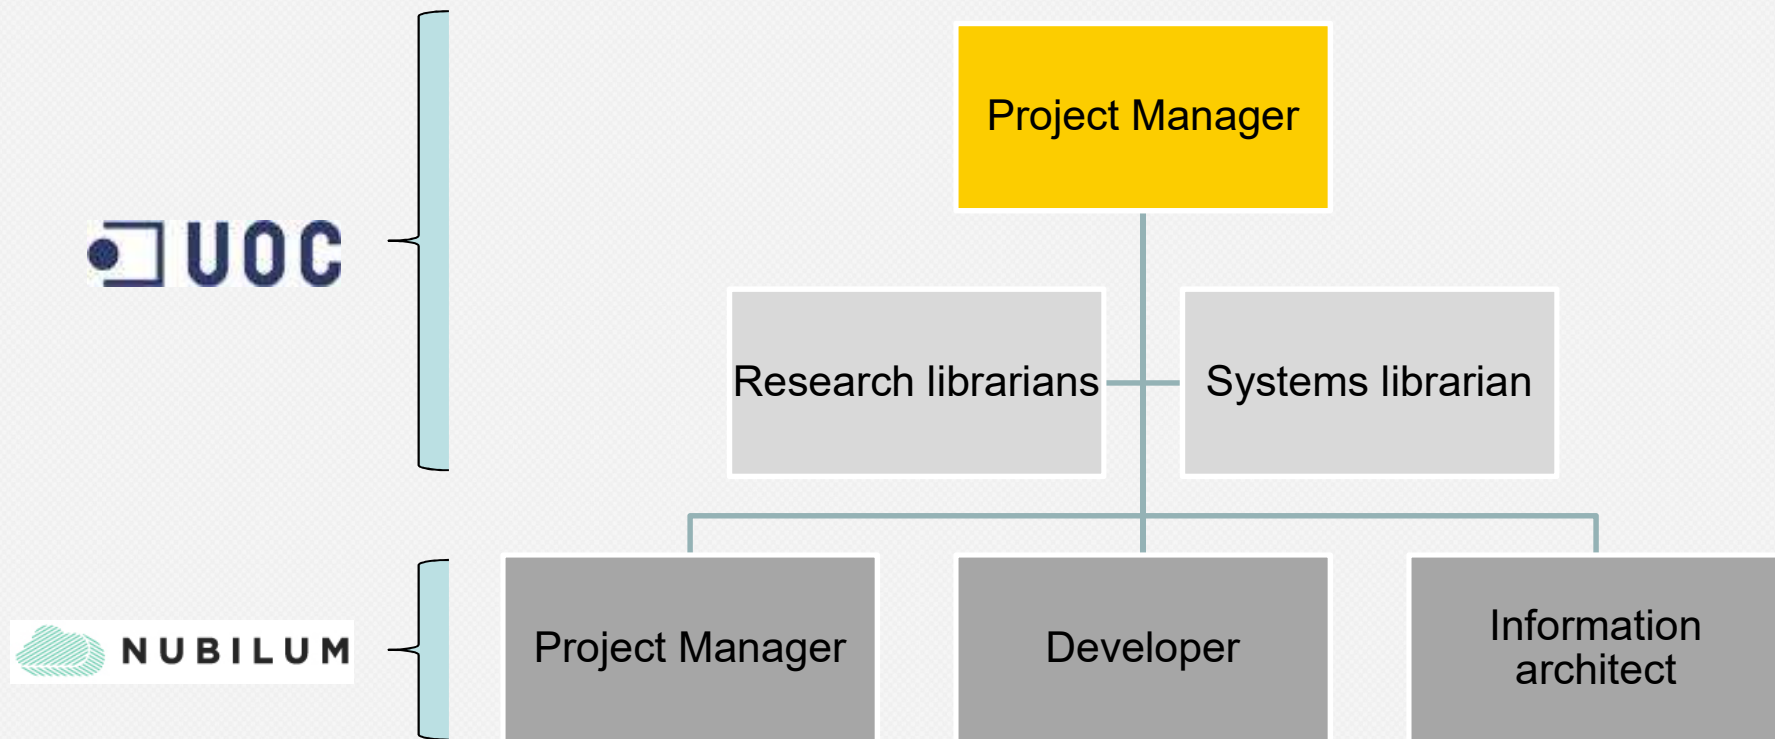 Project Manager
UOC
Research librarians
Systems librarian
NUBILUM
Project Manager
Developer
Information
architect